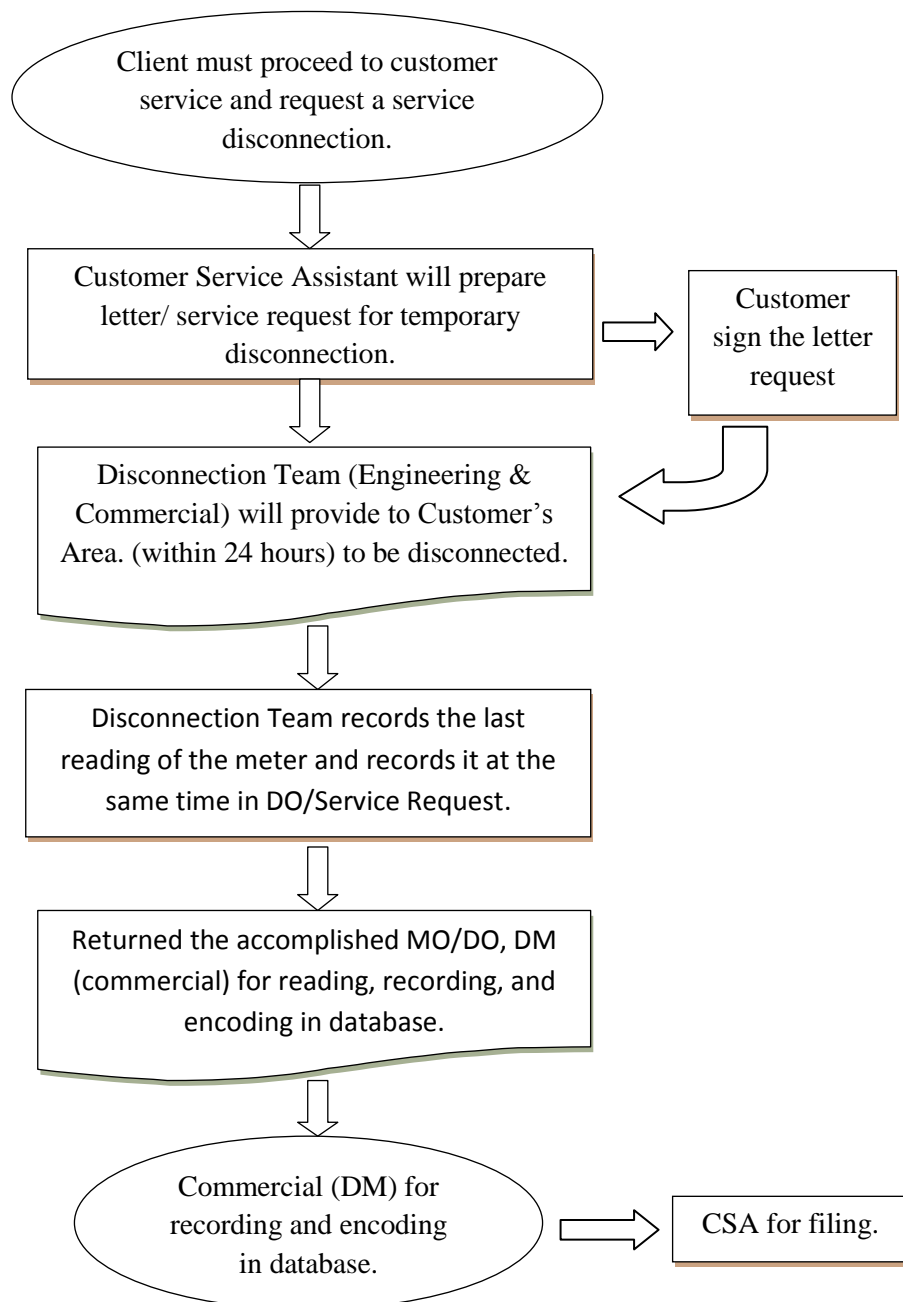 Client must proceed to customer
service and request a service
disconnection.
Customer Service Assistant will prepare
letter/ service request for temporary
disconnection.
Customer
sign the letter
request
Disconnection Team (Engineering &
Commercial) will provide to Customer's
Area. (within 24 hours) to be disconnected.
Disconnection Team records the last
reading of the meter and records it at the
same time in DO/Service Request.
Returned the accomplished MO/DO, DM
(commercial) for reading, recording, and
encoding in database.
Commercial (DM) for
recording and encoding
in database.
CSA for filing.